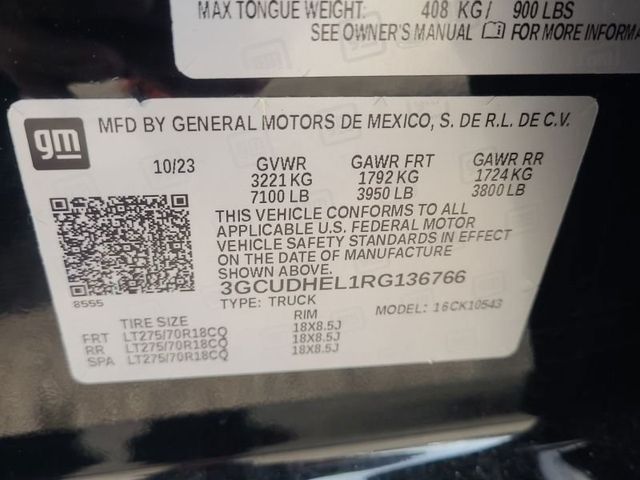 MAX TONGUE WEIGHT: 408 KG/ 900 LBS
SEE OWNER'S MANUAL FOR MORE INFORMA
gm
MFD BY GENERAL MOTORS DE MEXICO, S. DE R.L. DE C.V.
10/23 GVWR GAWR FRT GAWR RR
3221 KG 1792 KG 1724 KG
7100 LB 3950 LB 3800 LB
THIS VEHICLE CONFORMS TO ALL
APPLICABLE U.S. FEDERAL MOTOR
VEHICLE SAFETY STANDARDS IN EFFECT
ON THE DATE OF MANUFACTURE
SHOWN ABOVE.
8555
3GCUDHEL1RG136766
TYPE: TRUCK MODEL: 16CK10543
TIRE SIZE RIM
FRT LT275/70R18CQ 18X8.5J
RR LT275/70R18CQ 18X8.5J
SPA LT275/70R18CQ 18X8.5J